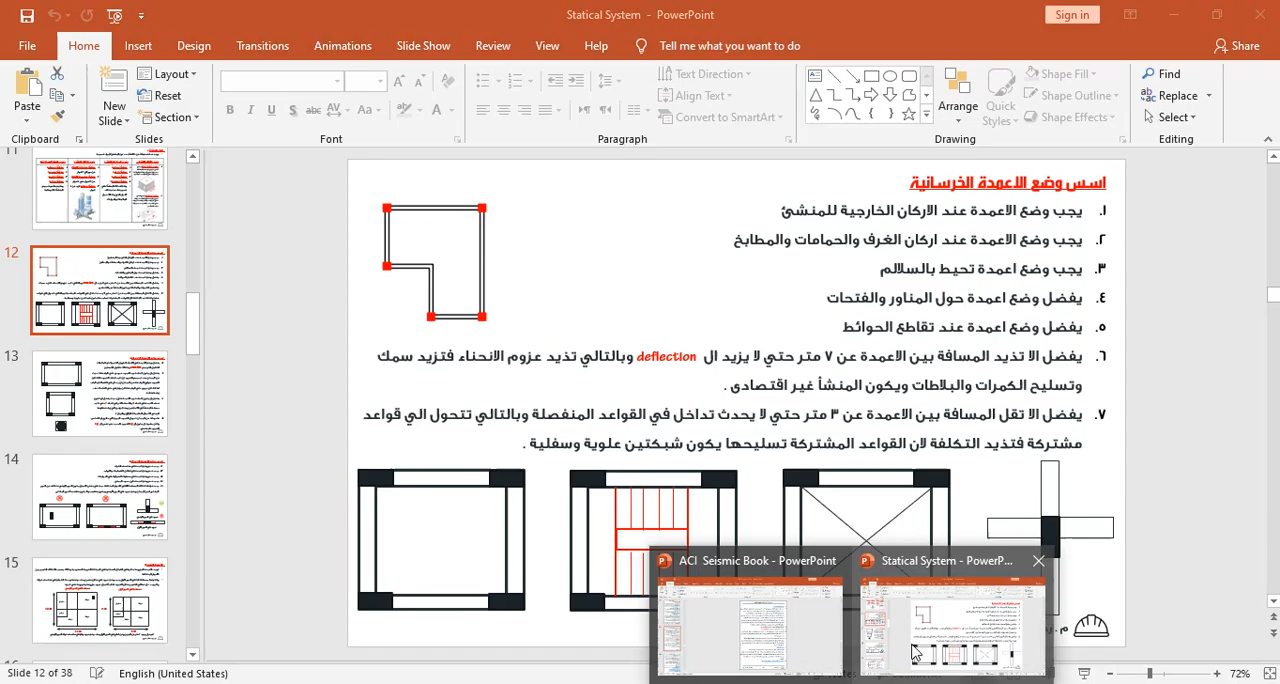 Statical System - PowerPoint
Sign in
File Home Insert Design Transitions Animations Slide Show Review View Help Tell me what you want to do Share
Paste
Clipboard
New Slide
Layout
Reset
Section
Slides
B I U S abc AV Aa A
Font
Text Direction
Align Text
Convert to SmartArt
Paragraph
Arrange
Quick Styles
Shape Fill
Shape Outline
Shape Effects
Drawing
Find
Replace
Select
Editing
11
12
13
14
15
اسس وضع الاعمدة الخرسانية
١. يجب وضع الاعمدة عند الاركان الخارجية للمنشئ
٢. يجب وضع الاعمدة عند اركان الغرف والحمامات والمطابخ
٣. يجب وضع اعمدة تحيط بالسلالم
٤. يفضل وضع اعمدة حول المناور والفتحات
٥. يفضل وضع اعمدة عند تقاطع الحوائط
٦. يفضل الا تذيد المسافة بين الاعمدة عن ٧ متر حتي لا يزيد ال deflection وبالتالي تذيد عزوم الانحناء فتزيد سمك
وتسليح الكمرات والبلاطات ويكون المنشأ غير اقتصادى .
٧. يفضل الا تقل المسافة بين الاعمدة عن ٣ متر حتي لا يحدث تداخل في القواعد المنفصلة وبالتالي تتحول الي قواعد
مشتركة فتذيد التكلفة لان القواعد المشتركة تسليحها يكون شبكتين علوية وسفلية .
ACI Seismic Book - PowerPoint
Statical System - PowerP...
Slide 12 of 38
English (United States)
72%